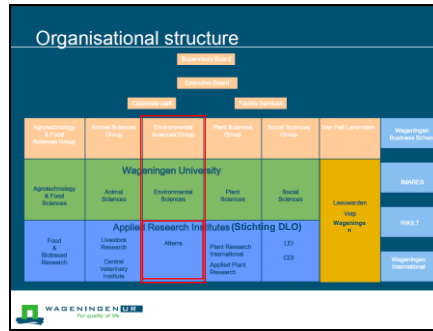 Organisational structure
Supervisory Board
Executive Board
Corporate staff
Facility Services
Agrotechnology
& Food
Sciences Group
Animal Sciences
Group
Environmental
Sciences Group
Plant Sciences
Group
Social Sciences
Group
Van Hall Larenstein
Wageningen
Business School
Wageningen University
Agrotechnology
& Food
Sciences
Animal
Sciences
Environmental
Sciences
Plant
Sciences
Social
Sciences
Leeuwarden
Velp
Wageninge
n
IMARES
RIKILT
Wageningen
International
Applied Research Institutes (Stichting DLO)
Food
&
Biobased
Research
Livestock
Research
Central
Veterinary
Institute
Alterra
Plant Research
International
Applied Plant
Research
LEI
CDI
WAGENINGEN UR
For quality of life